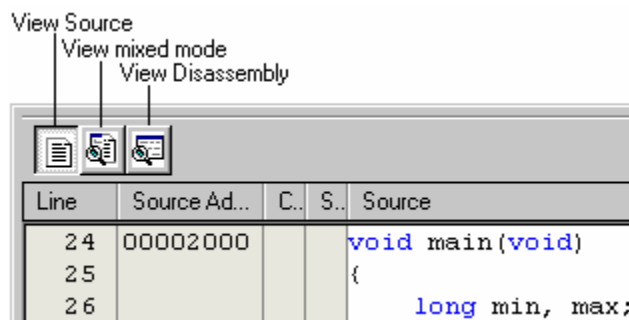 View Source
View mixed mode
View Disassembly
Line Source Ad... C.. S.. Source
24 00002000 void main(void)
25 {
26 long min, max;